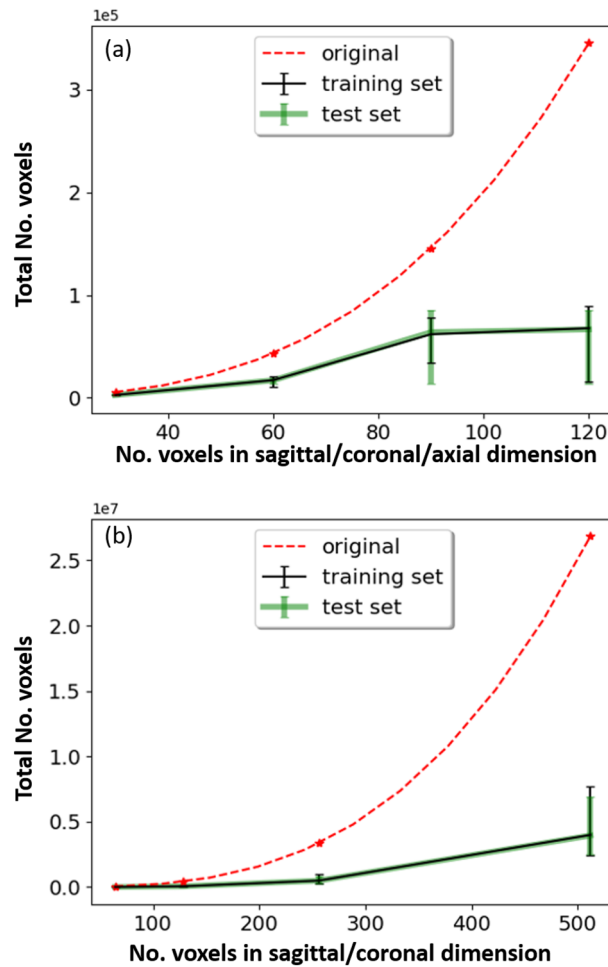 1e5
(a)
original
training set
test set
3
2
1
0
Total No. voxels
40 60 80 100 120
No. voxels in sagittal/coronal/axial dimension
1e7
(b)
original
training set
test set
2.5
2.0
1.5
1.0
0.5
0.0
Total No. voxels
100 200 300 400 500
No. voxels in sagittal/coronal dimension